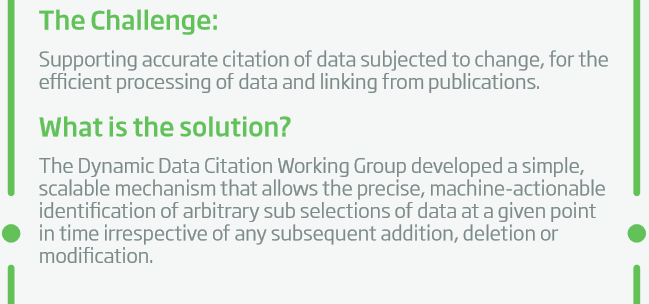 The Challenge:
Supporting accurate citation of data subjected to change, for the
efficient processing of data and linking from publications.
What is the solution?
The Dynamic Data Citation Working Group developed a simple,
scalable mechanism that allows the precise, machine-actionable
identification of arbitrary sub selections of data at a given point
in time irrespective of any subsequent addition, deletion or
modification.